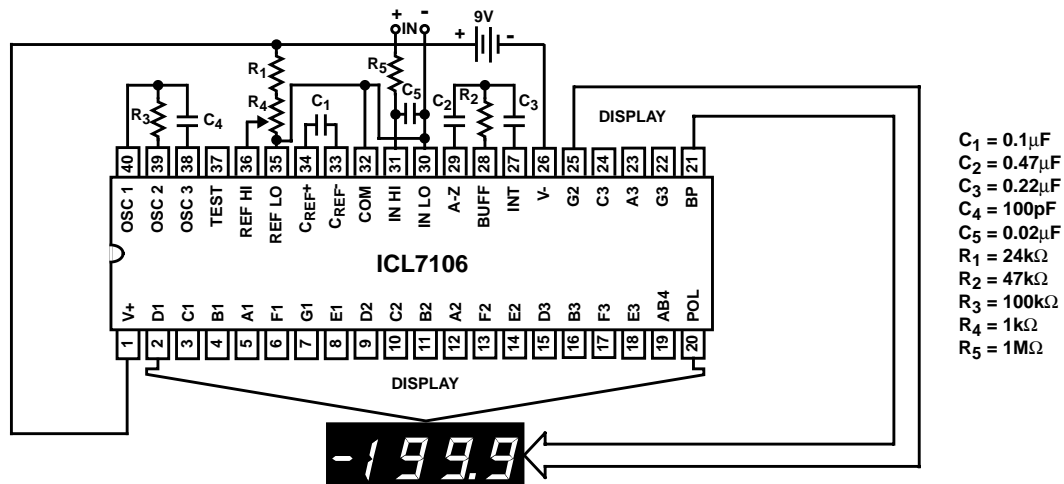 + IN -
+ 9V -
R1
R5
R4
C1
C5
C2
R2
C3
R3
C4
DISPLAY
40 39 38 37 36 35 34 33 32 31 30 29 28 27 26 25 24 23 22 21
OSC 1 OSC 2 OSC 3 TEST REF HI REF LO CREF+ CREF- COM IN HI IN LO A-Z BUFF INT V- G2 C3 A3 G3 BP
ICL7106
V+ D1 C1 B1 A1 F1 G1 E1 D2 C2 B2 A2 F2 E2 D3 B3 F3 E3 AB4 POL
1 2 3 4 5 6 7 8 9 10 11 12 13 14 15 16 17 18 19 20
DISPLAY
-199.9
C1 = 0.1μF
C2 = 0.47μF
C3 = 0.22μF
C4 = 100pF
C5 = 0.02μF
R1 = 24kΩ
R2 = 47kΩ
R3 = 100kΩ
R4 = 1kΩ
R5 = 1MΩ